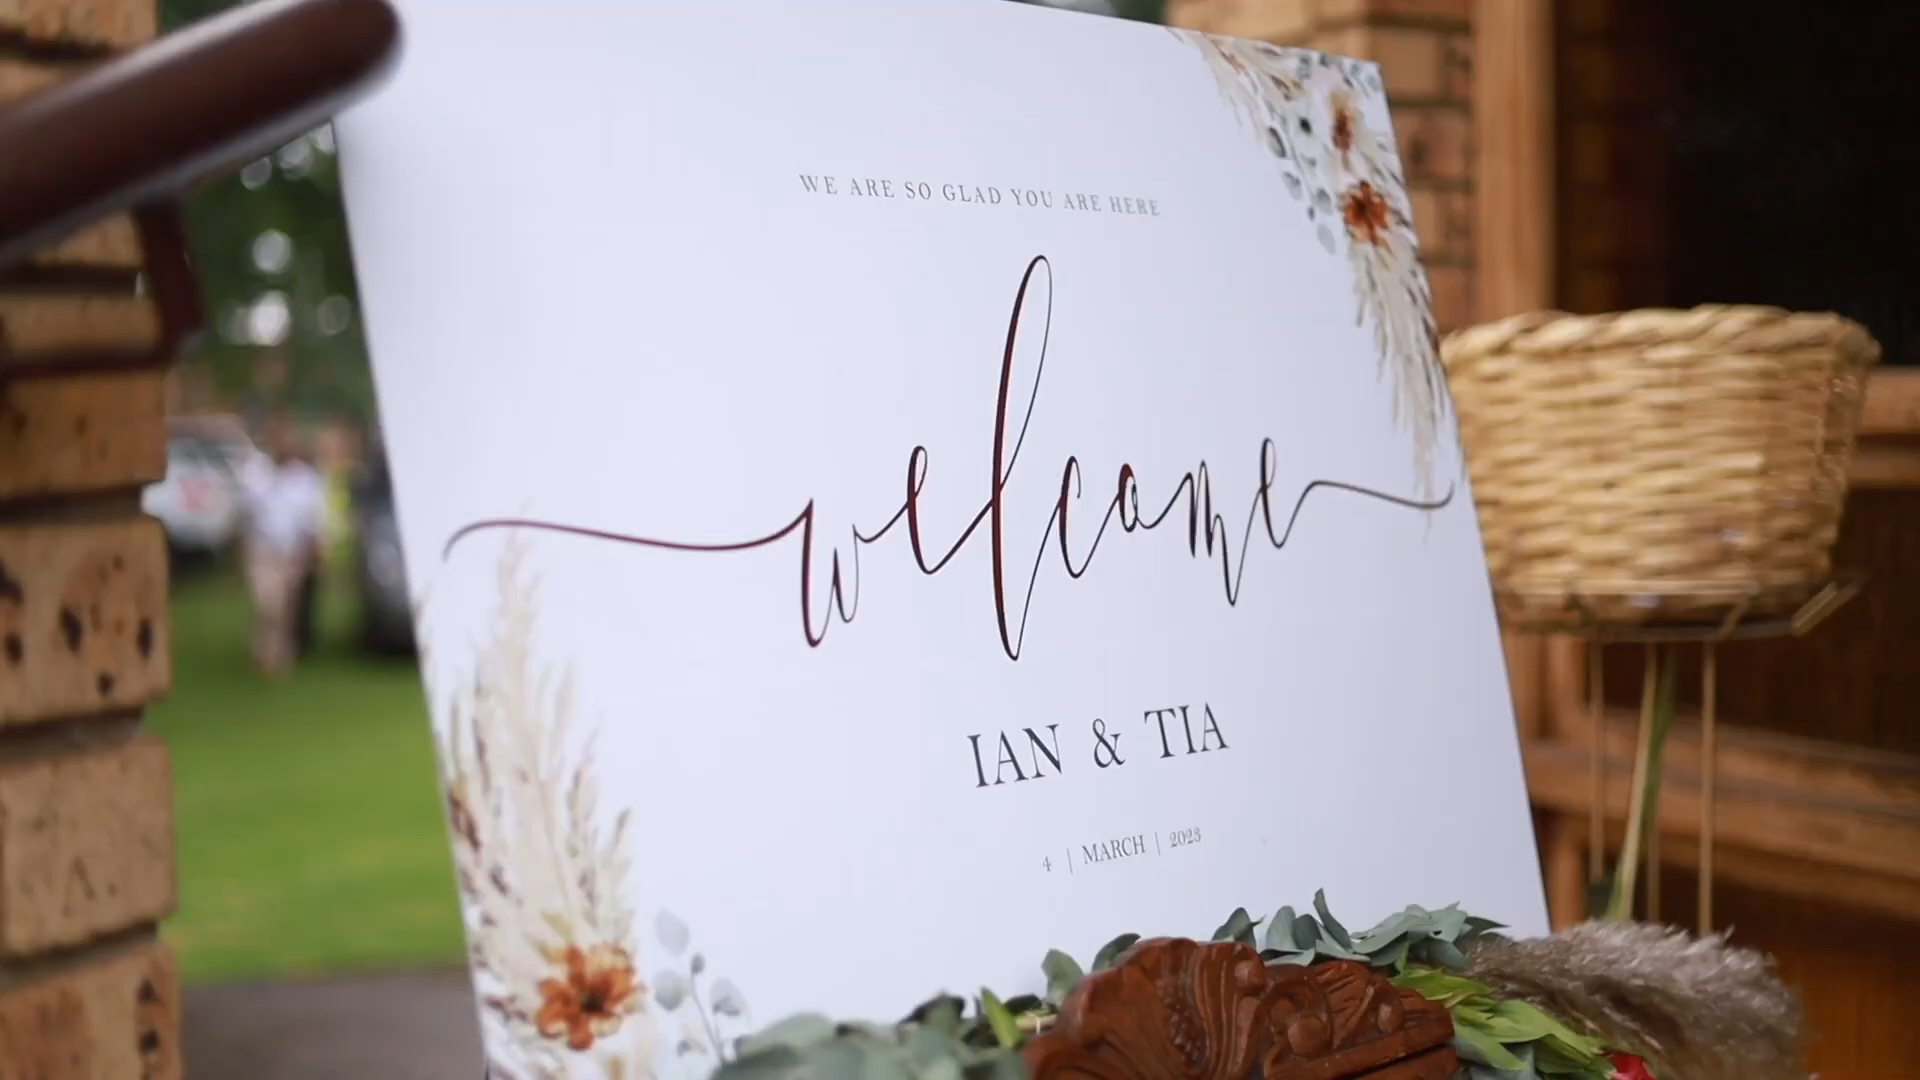 WE ARE SO GLAD YOU ARE HERE
welcome
IAN & TIA
4 | MARCH | 2023